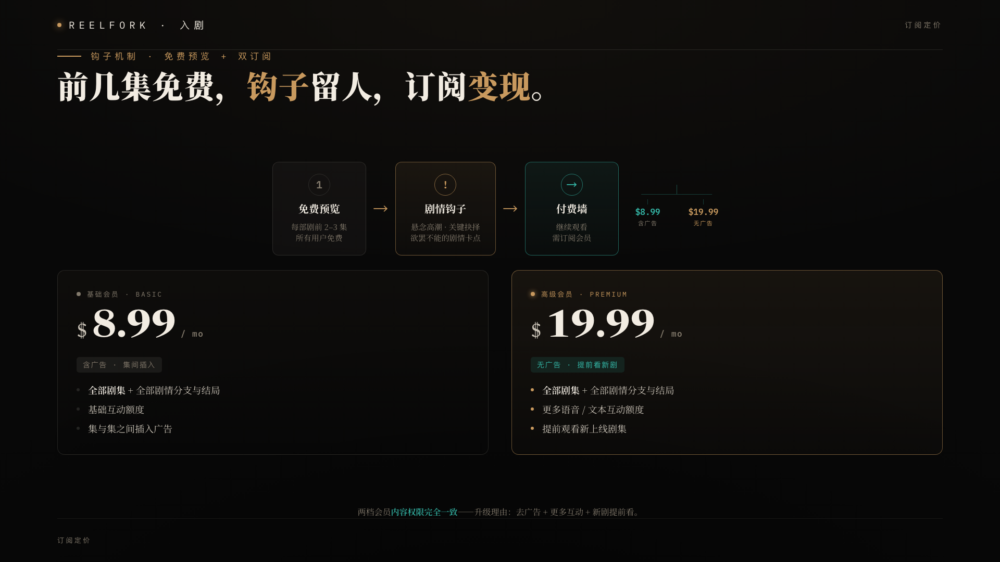 REELFORK · 入剧
订阅定价
钩子机制 · 免费预览 + 双订阅
前几集免费，钩子留人，订阅变现。
1
免费预览
每部剧前 2–3 集
所有用户免费
→
!
剧情钩子
悬念高潮 · 关键抉择
欲罢不能的剧情卡点
→
→
付费墙
继续观看
需订阅会员
$8.99
含广告
$19.99
无广告
基础会员 · BASIC
$8.99 / mo
含广告 · 集间插入
全部剧集 + 全部剧情分支与结局
基础互动额度
集与集之间插入广告
高级会员 · PREMIUM
$19.99 / mo
无广告 · 提前看新剧
全部剧集 + 全部剧情分支与结局
更多语音 / 文本互动额度
提前观看新上线剧集
两档会员内容权限完全一致——升级理由：去广告 + 更多互动 + 新剧提前看。
订阅定价